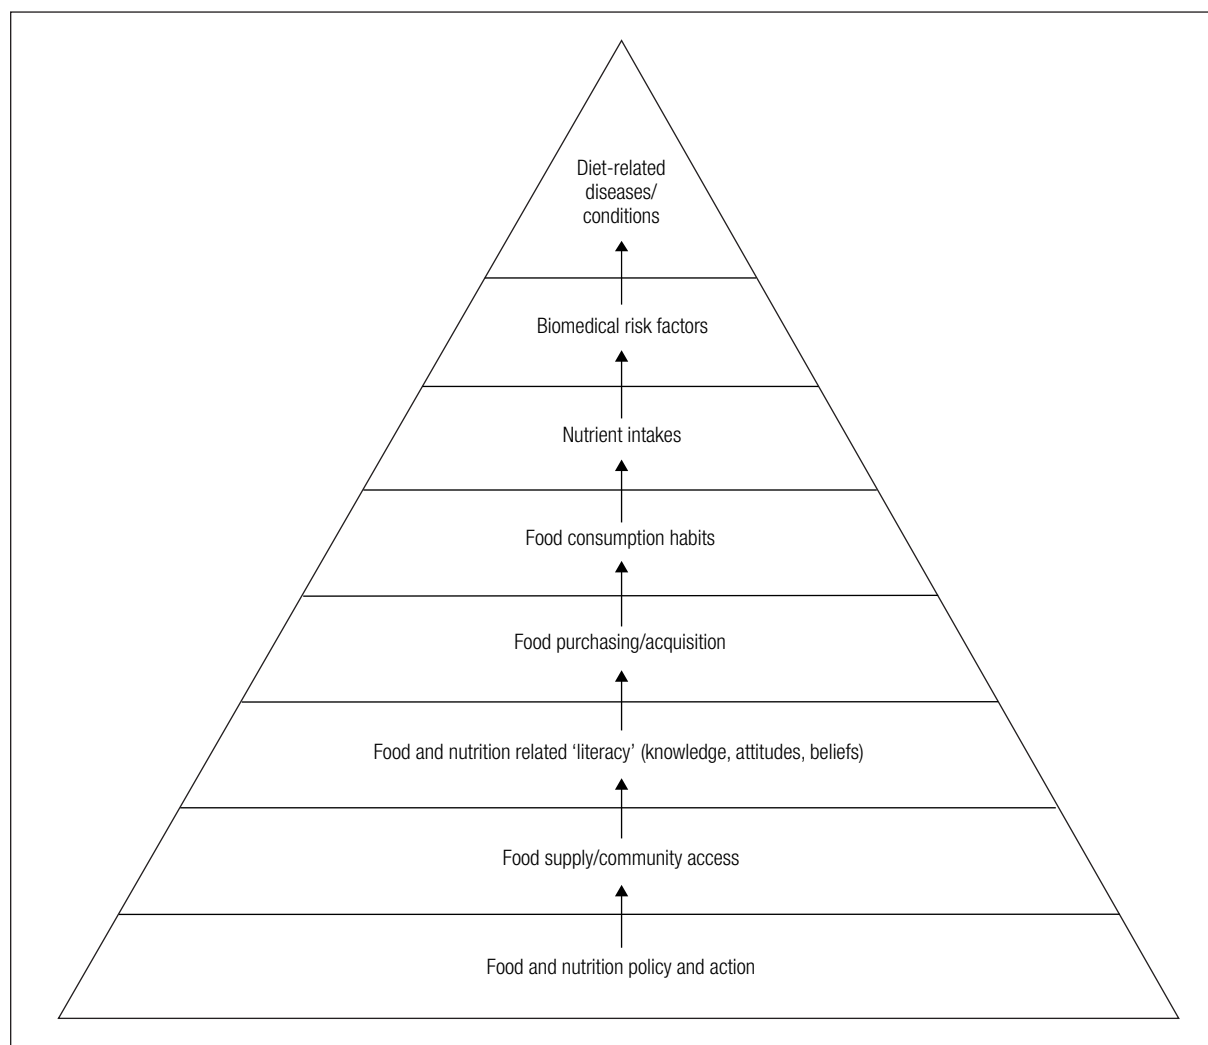 Diet-related
diseases/
conditions
Biomedical risk factors
Nutrient intakes
Food consumption habits
Food purchasing/acquisition
Food and nutrition related ‘literacy’ (knowledge, attitudes, beliefs)
Food supply/community access
Food and nutrition policy and action